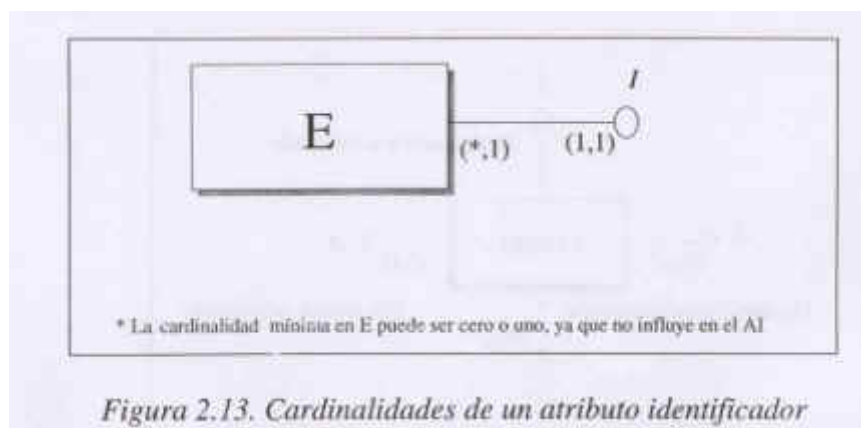 I
E
(*,1) (1,1)
* La cardinalidad mínima en E puede ser cero o uno, ya que no influye en el AI
Figura 2.13. Cardinalidades de un atributo identificador